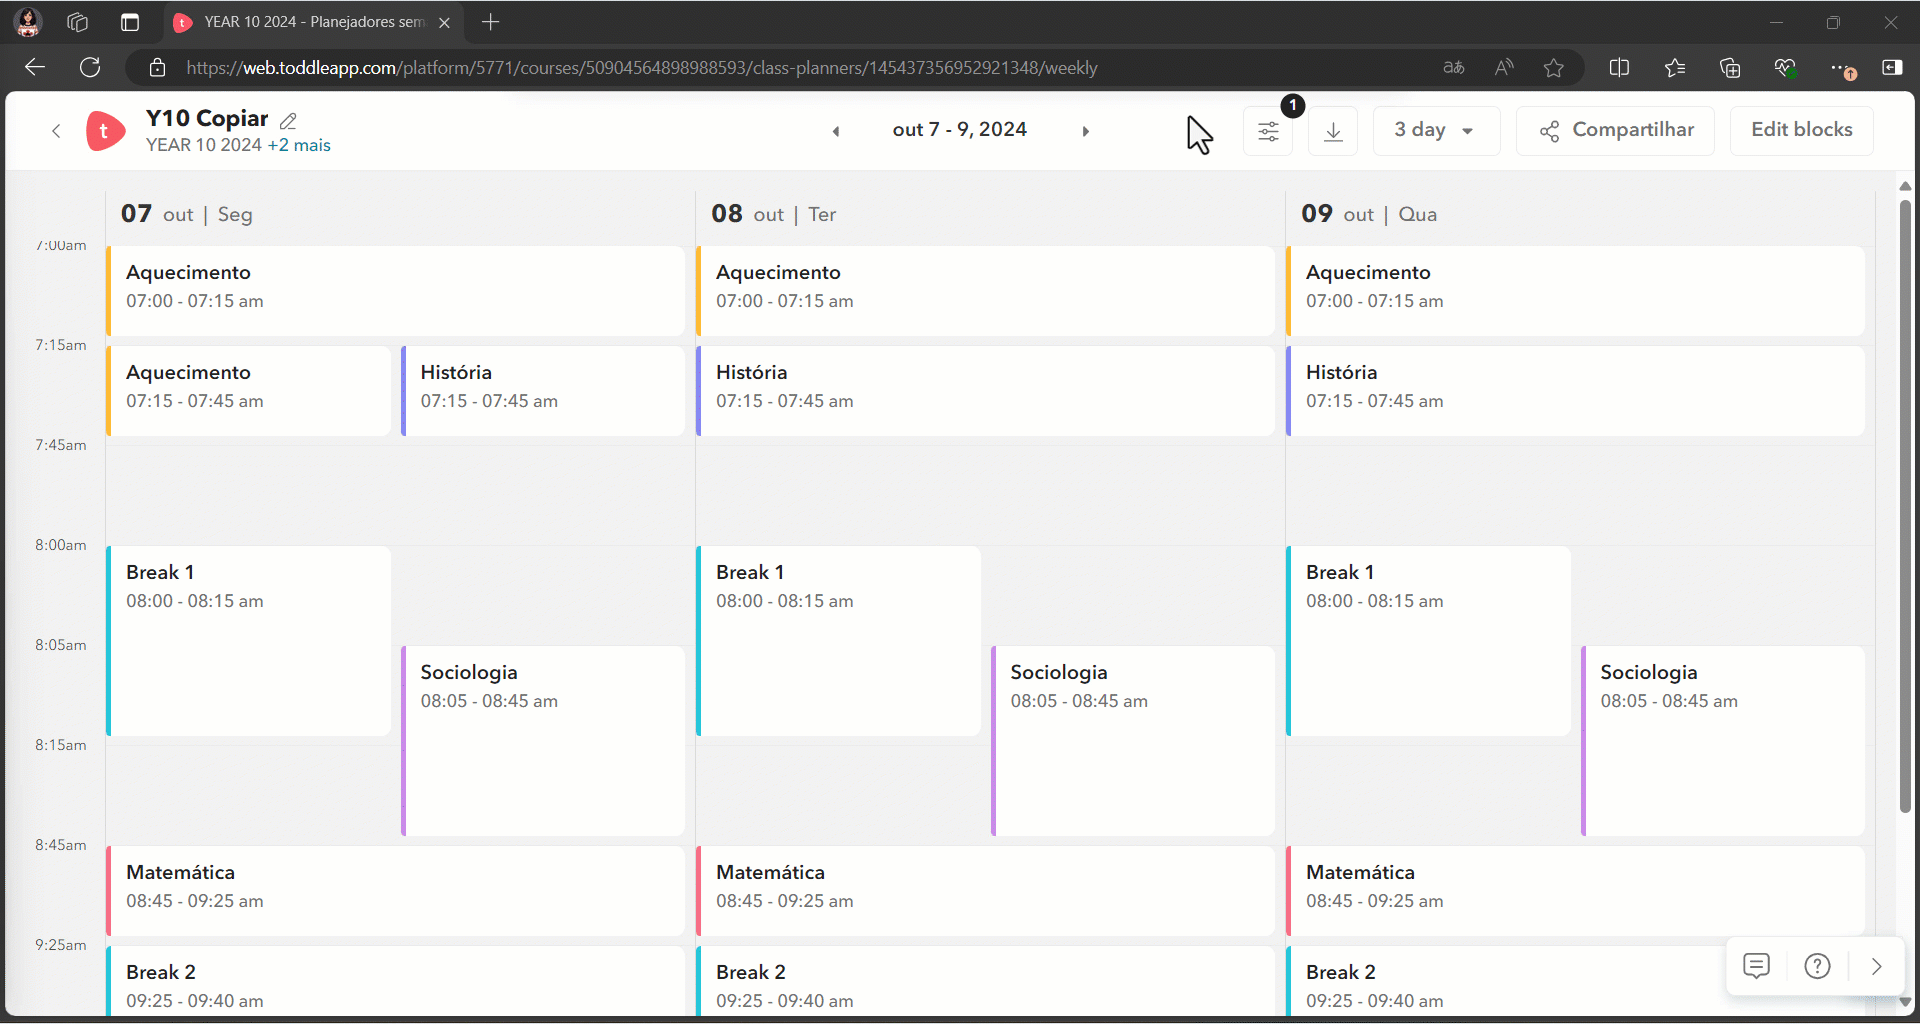 YEAR 10 2024 - Planejadores sem
https://web.toddleapp.com/platform/5771/courses/50904564898988593/class-planners/145437356952921348/weekly
aあ
A
t
Y10 Copiar
YEAR 10 2024 +2 mais
out 7 - 9, 2024
1
3 day
Compartilhar
Edit blocks
07 out | Seg
08 out | Ter
09 out | Qua
7:00am
Aquecimento
07:00 - 07:15 am
Aquecimento
07:00 - 07:15 am
Aquecimento
07:00 - 07:15 am
7:15am
Aquecimento
07:15 - 07:45 am
História
07:15 - 07:45 am
História
07:15 - 07:45 am
História
07:15 - 07:45 am
7:45am
8:00am
Break 1
08:00 - 08:15 am
Break 1
08:00 - 08:15 am
Break 1
08:00 - 08:15 am
8:05am
Sociologia
08:05 - 08:45 am
Sociologia
08:05 - 08:45 am
Sociologia
08:05 - 08:45 am
8:15am
8:45am
Matemática
08:45 - 09:25 am
Matemática
08:45 - 09:25 am
Matemática
08:45 - 09:25 am
9:25am
Break 2
09:25 - 09:40 am
Break 2
09:25 - 09:40 am
Break 2
09:25 - 09:40 am